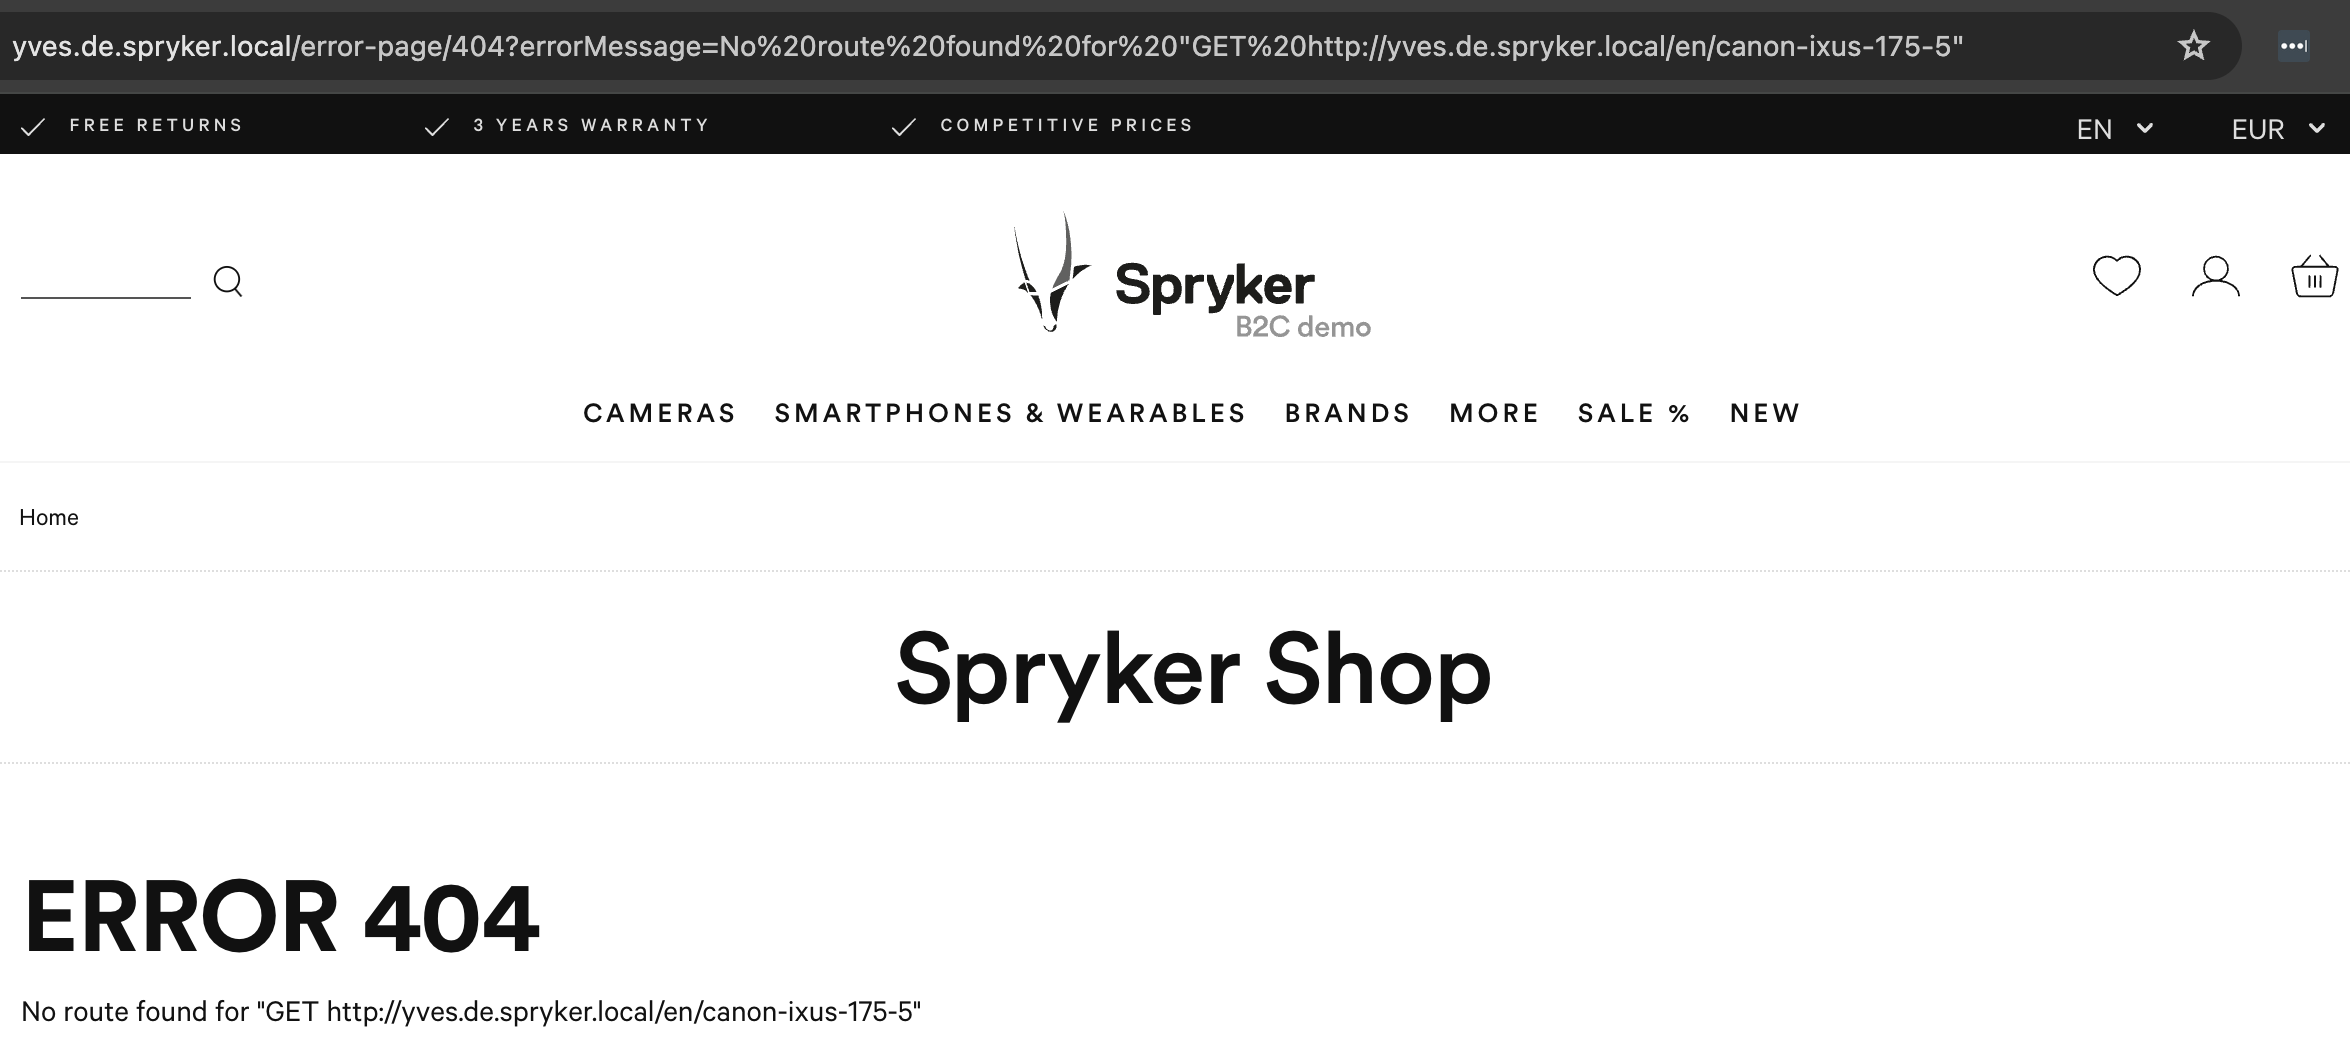 yves.de.spryker.local/error-page/404?errorMessage=No%20route%20found%20for%20"GET%20http://yves.de.spryker.local/en/canon-ixus-175-5"
FREE RETURNS 3 YEARS WARRANTY COMPETITIVE PRICES EN EUR
Spryker
B2C demo
CAMERAS SMARTPHONES & WEARABLES BRANDS MORE SALE % NEW
Home
Spryker Shop
ERROR 404
No route found for "GET http://yves.de.spryker.local/en/canon-ixus-175-5"